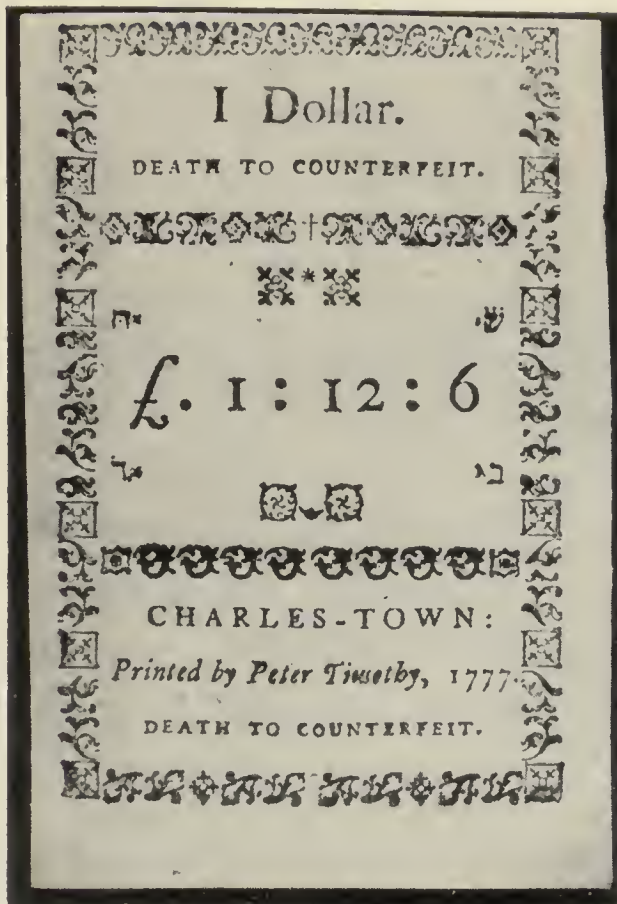 I Dollar.
DEATH TO COUNTERFEIT.
£. 1 : 12 : 6
CHARLES-TOWN:
Printed by Peter Timothy, 1777.
DEATH TO COUNTERFEIT.